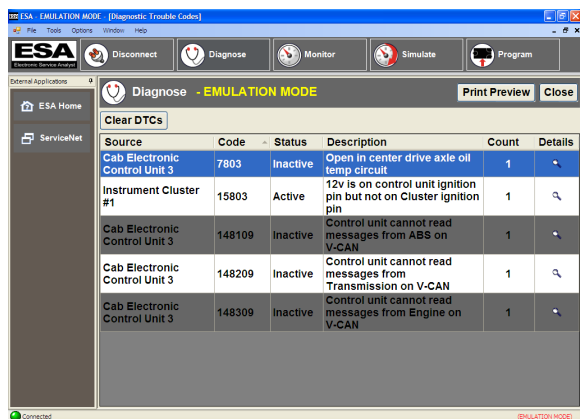 ESA - EMULATION MODE - [Diagnostic Trouble Codes]
File Tools Options Window Help
ESA
Electronic Service Analyst
Disconnect
Diagnose
Monitor
Simulate
Program
External Applications
ESA Home
ServiceNet
Diagnose - EMULATION MODE
Print Preview
Close
Clear DTCs
Source Code Status Description Count Details
Cab Electronic
Control Unit 3
7803
Inactive
Open in center drive axle oil
temp circuit
1
Instrument Cluster
#1
15803
Active
12v is on control unit ignition
pin but not on Cluster ignition
pin
1
Cab Electronic
Control Unit 3
148109
Inactive
Control unit cannot read
messages from ABS on
V-CAN
1
Cab Electronic
Control Unit 3
148209
Inactive
Control unit cannot read
messages from
Transmission on V-CAN
1
Cab Electronic
Control Unit 3
148309
Inactive
Control unit cannot read
messages from Engine on
V-CAN
1
Connected
(EMULATION MODE)